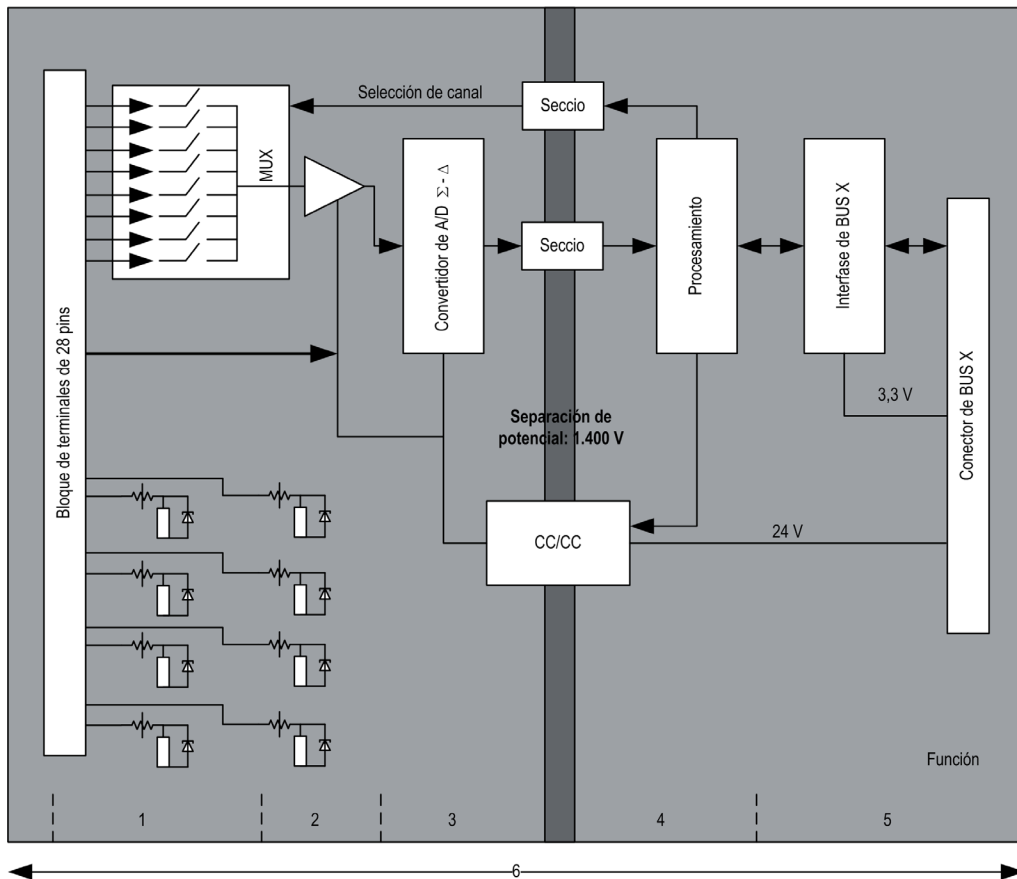 Selección de canal
Seccio
MUX
Convertidor de A/D Σ - Δ
Seccio
Procesamiento
Interfase de BUS X
Bloque de terminales de 28 pins
Conector de BUS X
3,3 V
Separación de
potencial: 1.400 V
CC/CC
24 V
Función
1
2
3
4
5
6